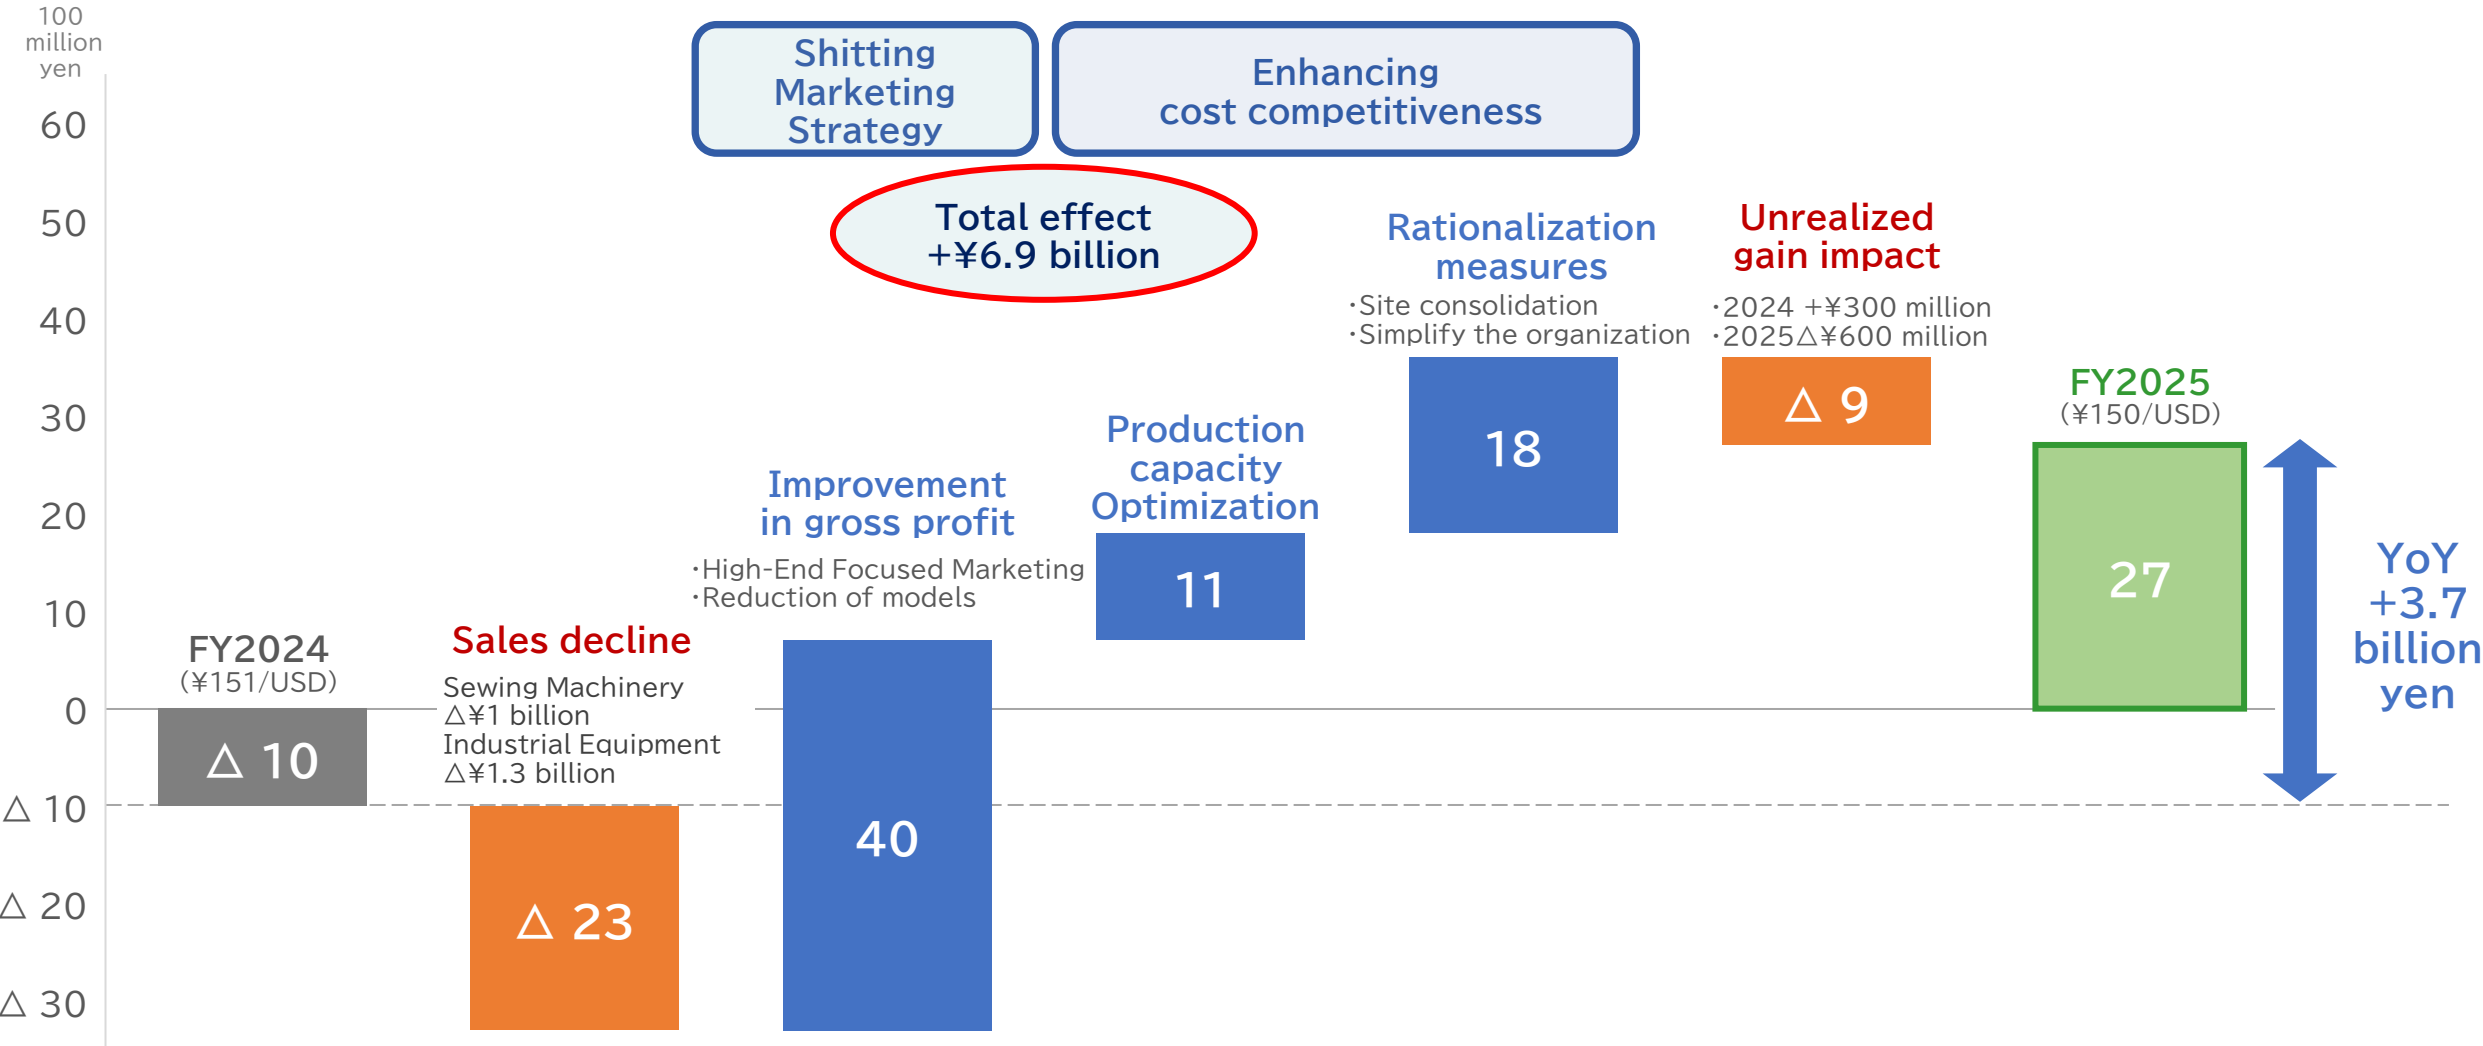 100
million
yen
60
50
40
30
20
10
0
△ 10
△ 20
△ 30
Shitting
Marketing
Strategy
Enhancing
cost competitiveness
Total effect
+¥6.9 billion
FY2024
(¥151/USD)
△ 10
Sales decline
Sewing Machinery
△¥1 billion
Industrial Equipment
△¥1.3 billion
△ 23
Improvement
in gross profit
・High-End Focused Marketing
・Reduction of models
40
Production
capacity
Optimization
11
Rationalization
measures
・Site consolidation
・Simplify the organization
18
Unrealized
gain impact
・2024 +¥300 million
・2025△¥600 million
△ 9
FY2025
(¥150/USD)
27
YoY
+3.7
billion
yen